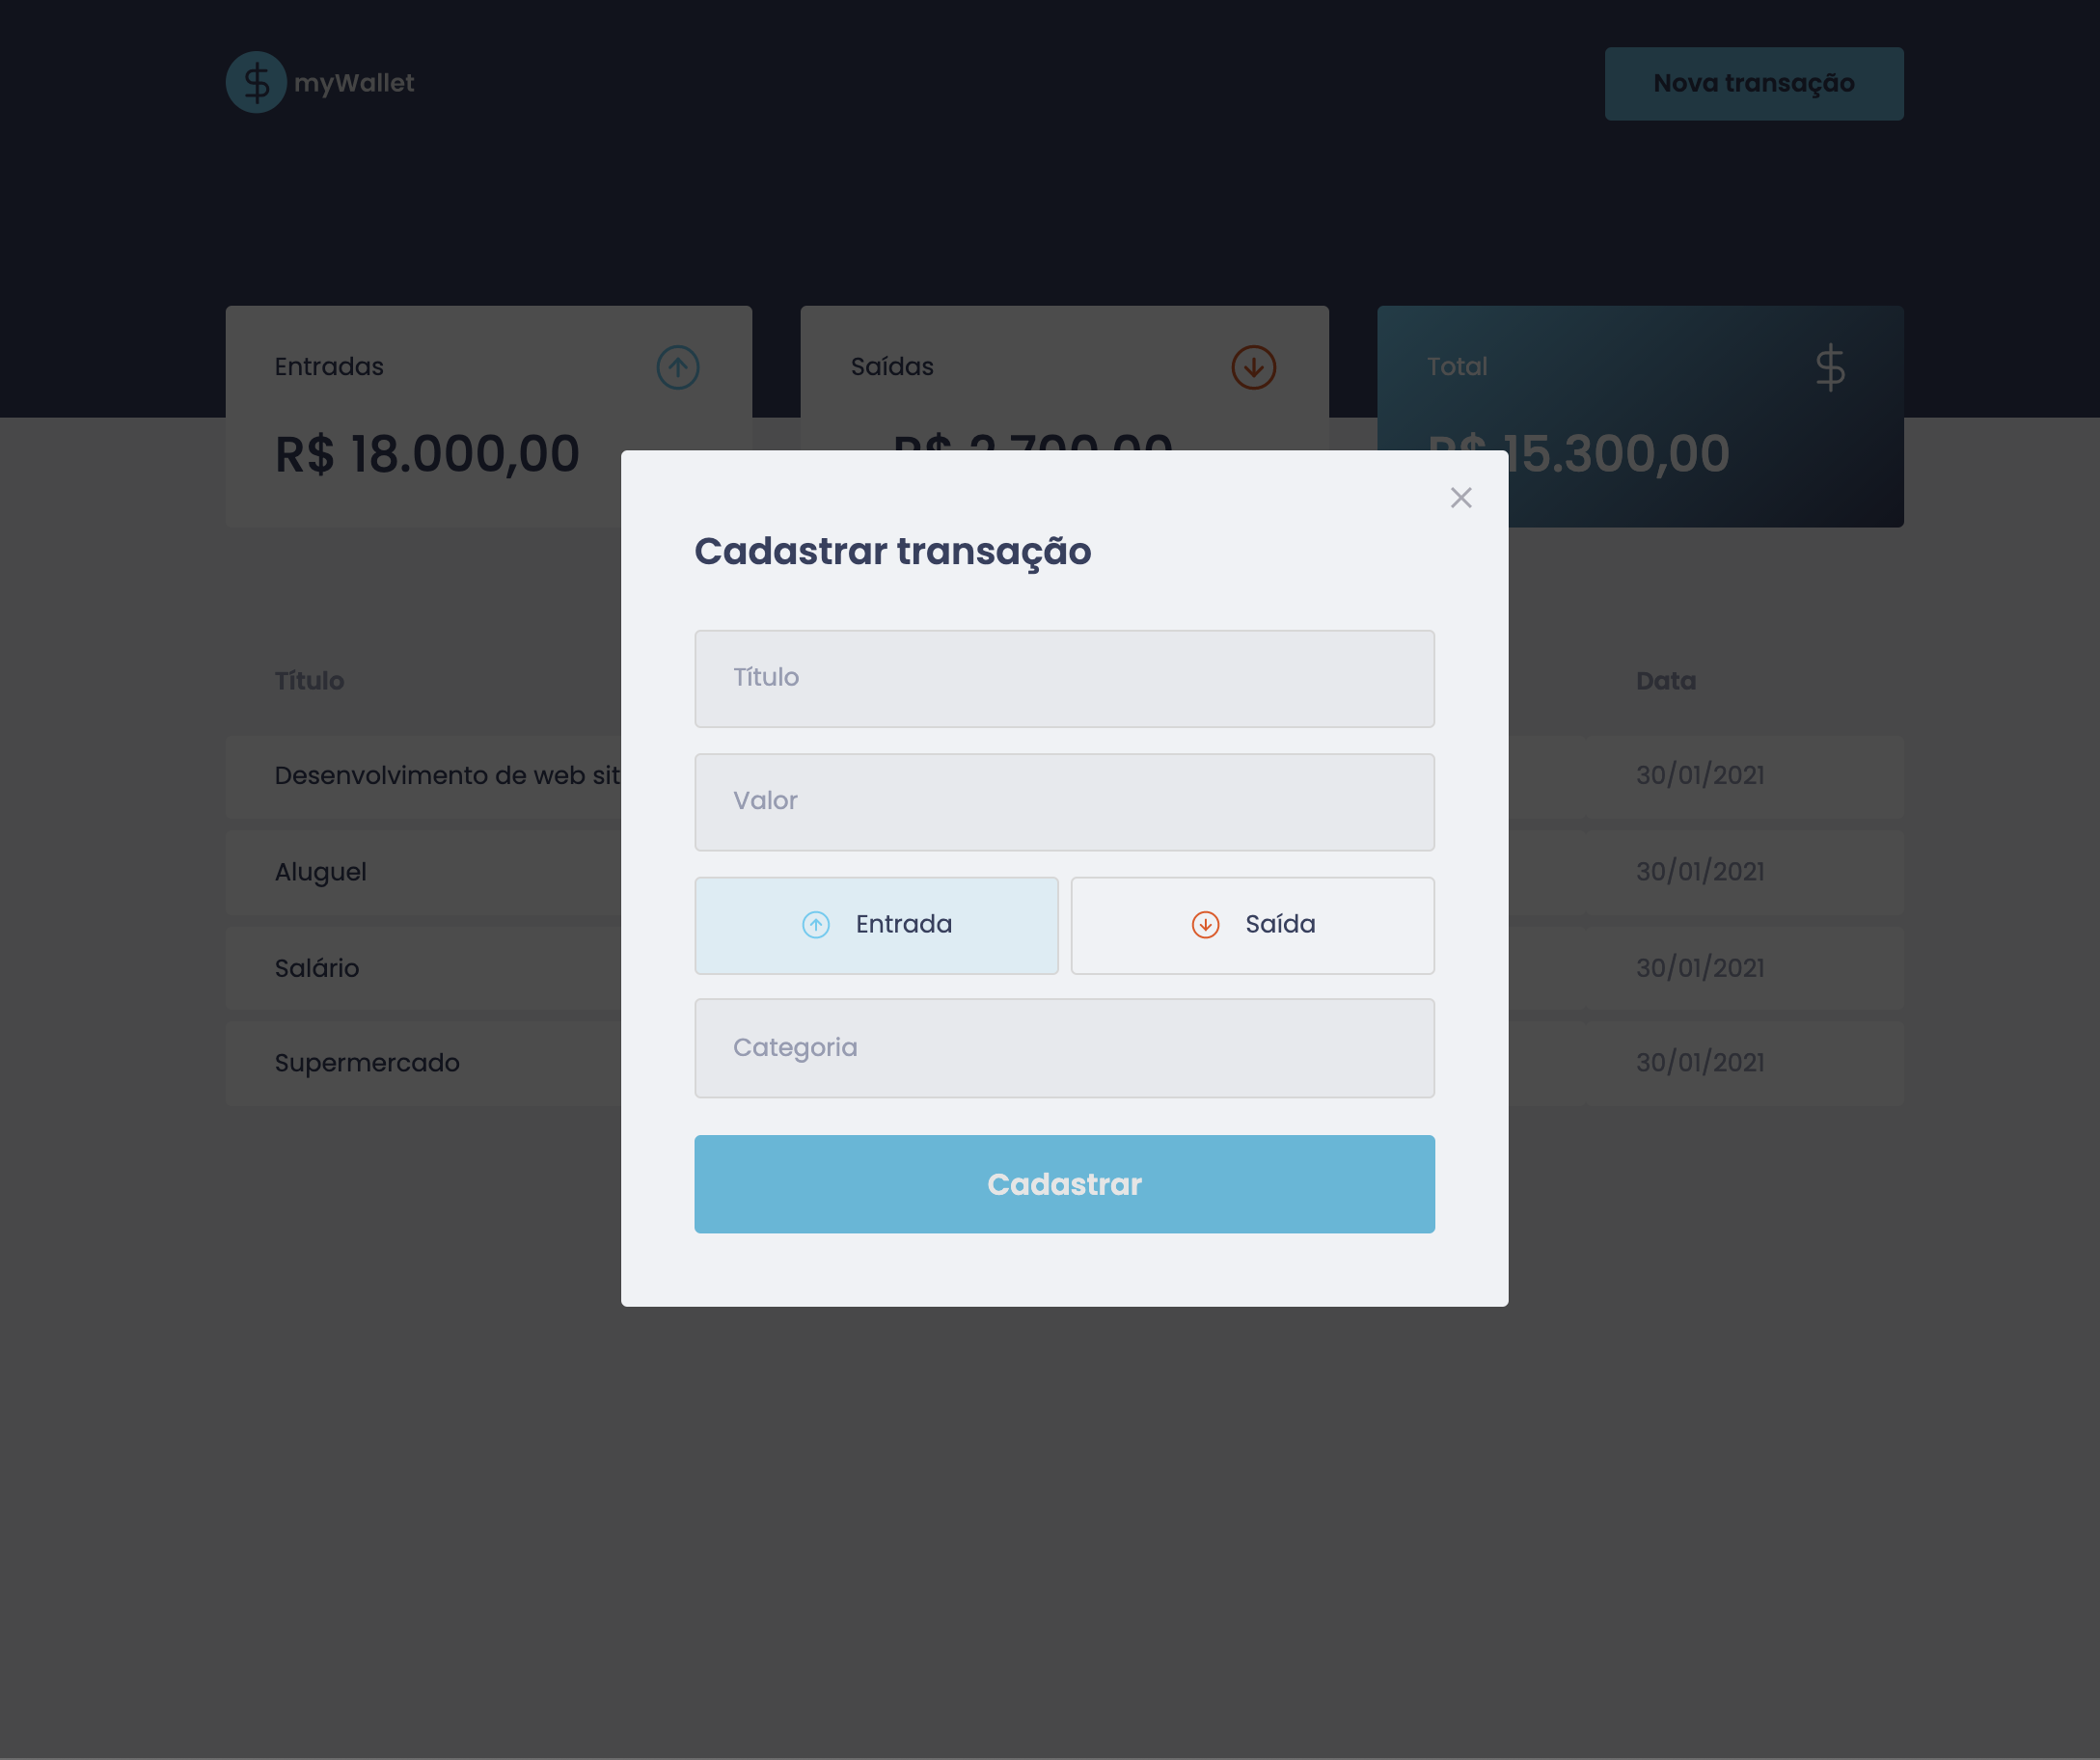 myWallet
Nova transação
Entradas
Saídas
Total
R$ 18.000,00
R$ 2.700,00
R$ 15.300,00
Cadastrar transação
Título
Valor
Entrada
Saída
Categoria
Cadastrar
Título
Data
Desenvolvimento de web sit
30/01/2021
Aluguel
30/01/2021
Salário
30/01/2021
Supermercado
30/01/2021